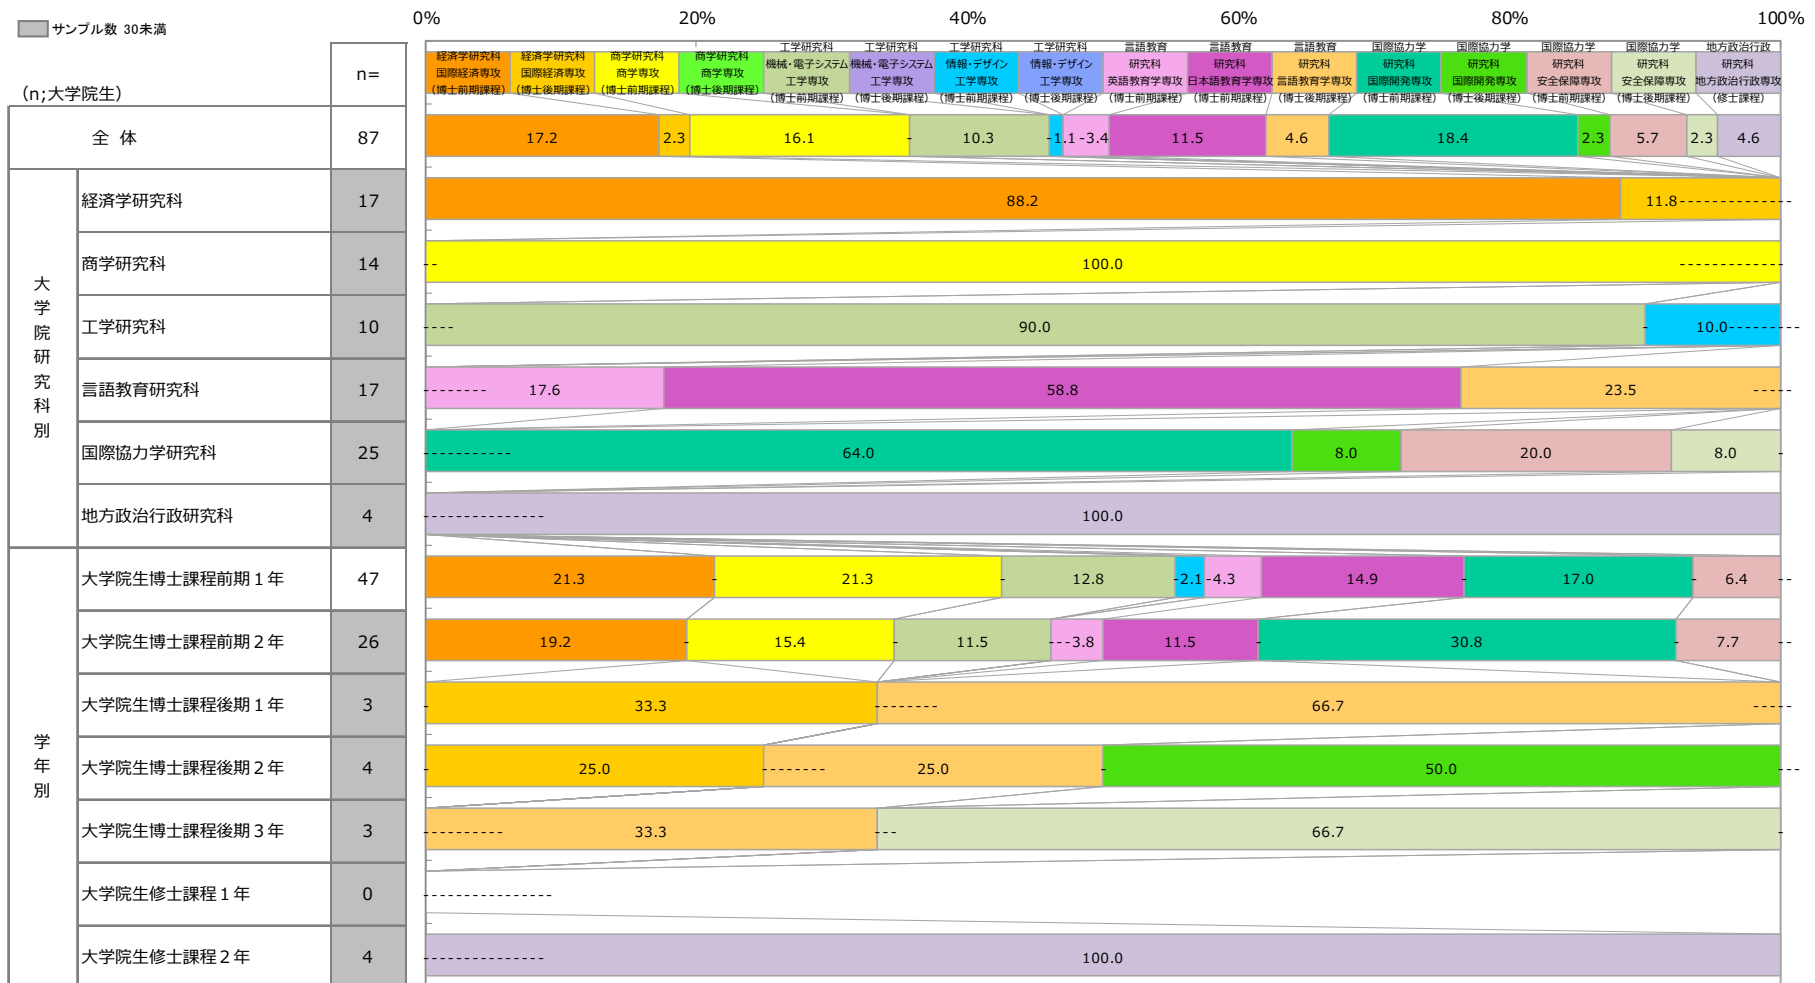 0% 20% 40% 60% 80% 100%
サンプル数 30未満
(n;大学院生)
n=
経済学研究科 国際経済専攻 (博士前期課程)
経済学研究科 国際経済専攻 (博士後期課程)
商学研究科 商学専攻 (博士前期課程)
商学研究科 商学専攻 (博士後期課程)
工学研究科 機械・電子システム 工学専攻 (博士前期課程)
工学研究科 機械・電子システム 工学専攻 (博士後期課程)
工学研究科 情報・デザイン 工学専攻 (博士前期課程)
工学研究科 情報・デザイン 工学専攻 (博士後期課程)
言語教育 研究科 英語教育学専攻 (博士前期課程)
言語教育 研究科 日本語教育学専攻 (博士前期課程)
言語教育 研究科 言語教育学専攻 (博士後期課程)
国際協力学 研究科 国際開発専攻 (博士前期課程)
国際協力学 研究科 国際開発専攻 (博士後期課程)
国際協力学 研究科 安全保障専攻 (博士前期課程)
国際協力学 研究科 安全保障専攻 (博士後期課程)
地方政治行政 研究科 地方政治行政専攻 (修士課程)
全 体 87 17.2 2.3 16.1 - 10.3 -1.1 -3.4 11.5 4.6 18.4 2.3 5.7 2.3 4.6
大学院研究科別
経済学研究科 17 88.2 11.8--------------
商学研究科 14 -- 100.0 -------------
工学研究科 10 ---- 90.0 - 10.0---------
言語教育研究科 17 -------- 17.6 58.8 23.5 -----
国際協力学研究科 25 ----------- 64.0 8.0 20.0 8.0 -
地方政治行政研究科 4 --------------- 100.0
学年別
大学院生博士課程前期1年 47 21.3 - 21.3 - 12.8 -2.1 -4.3 14.9 - 17.0 - 6.4 --
大学院生博士課程前期2年 26 19.2 - 15.4 - 11.5 ---3.8 11.5 - 30.8 - 7.7 --
大学院生博士課程後期1年 3 - 33.3 -------- 66.7 -----
大学院生博士課程後期2年 4 - 25.0 -------- 25.0 - 50.0 ---
大学院生博士課程後期3年 3 ---------- 33.3 --- 66.7 -
大学院生修士課程1年 0 ----------------
大学院生修士課程2年 4 --------------- 100.0